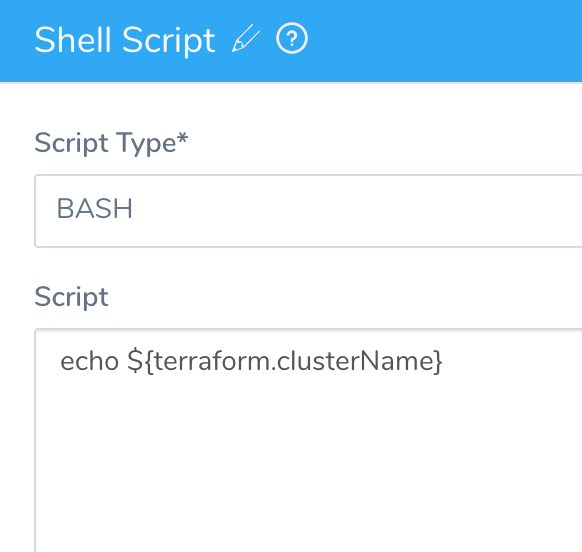 Shell Script ?
Script Type*
BASH
Script
echo ${terraform.clusterName}